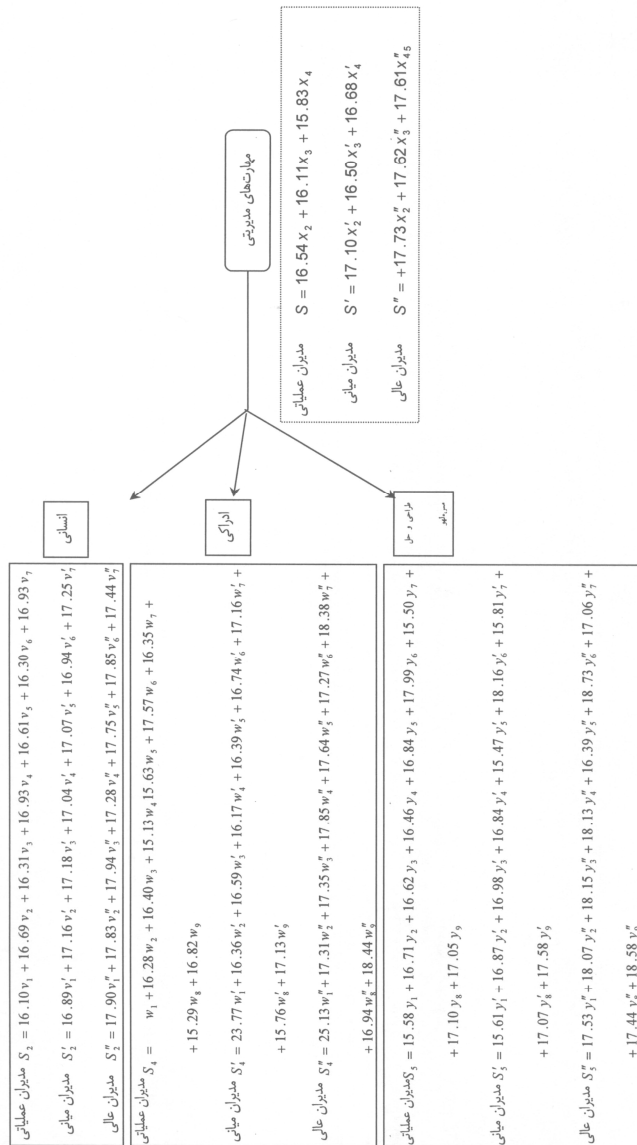 مهارت‌های مدیریتی
مدیران عملیاتی S = 16.54 x₂ + 16.11 x₃ + 15.83 x₄
مدیران میانی S′ = 17.10 x′₂ + 16.50 x′₃ + 16.68 x′₄
مدیران عالی S″ = +17.73 x″₂ + 17.62 x″₃ + 17.61 x″₄₅
انسانی
مدیران عملیاتی S₂ = 16.10 v₁ + 16.69 v₂ + 16.31 v₃ + 16.93 v₄ + 16.61 v₅ + 16.30 v₆ + 16.93 v₇
مدیران میانی S′₂ = 16.89 v′₁ + 17.16 v′₂ + 17.18 v′₃ + 17.04 v′₄ + 17.07 v′₅ + 16.94 v′₆ + 17.25 v′₇
مدیران عالی S″₂ = 17.90 v″₁ + 17.83 v″₂ + 17.94 v″₃ + 17.28 v″₄ + 17.75 v″₅ + 17.85 v″₆ + 17.44 v″₇
ادراکی
مدیران عملیاتی S₄ = w₁ + 16.28 w₂ + 16.40 w₃ + 15.13 w₄ 15.63 w₅ + 17.57 w₆ + 16.35 w₇ +
+ 15.29 w₈ + 16.82 w₉
مدیران میانی S′₄ = 23.77 w′₁ + 16.36 w′₂ + 16.59 w′₃ + 16.17 w′₄ + 16.39 w′₅ + 16.74 w′₆ + 17.16 w′₇ +
+ 15.76 w′₈ + 17.13 w′₉
مدیران عالی S″₄ = 25.13 w″₁ + 17.31 w″₂ + 17.35 w″₃ + 17.85 w″₄ + 17.64 w″₅ + 17.27 w″₆ + 18.38 w″₇ +
+ 16.94 w″₈ + 18.44 w″₉
طراحی و حل
مدیران عملیاتی S₅ = 15.58 y₁ + 16.71 y₂ + 16.62 y₃ + 16.46 y₄ + 16.84 y₅ + 17.99 y₆ + 15.50 y₇ +
+ 17.10 y₈ + 17.05 y₉
مدیران میانی S′₅ = 15.61 y′₁ + 16.87 y′₂ + 16.98 y′₃ + 16.84 y′₄ + 15.47 y′₅ + 18.16 y′₆ + 15.81 y′₇ +
+ 17.07 y′₈ + 17.58 y′₉
مدیران عالی S″₅ = 17.53 y″₁ + 18.07 y″₂ + 18.15 y″₃ + 18.13 y″₄ + 16.39 y″₅ + 18.73 y″₆ + 17.06 y″₇ +
+ 17.44 y″₈ + 18.58 y″₉